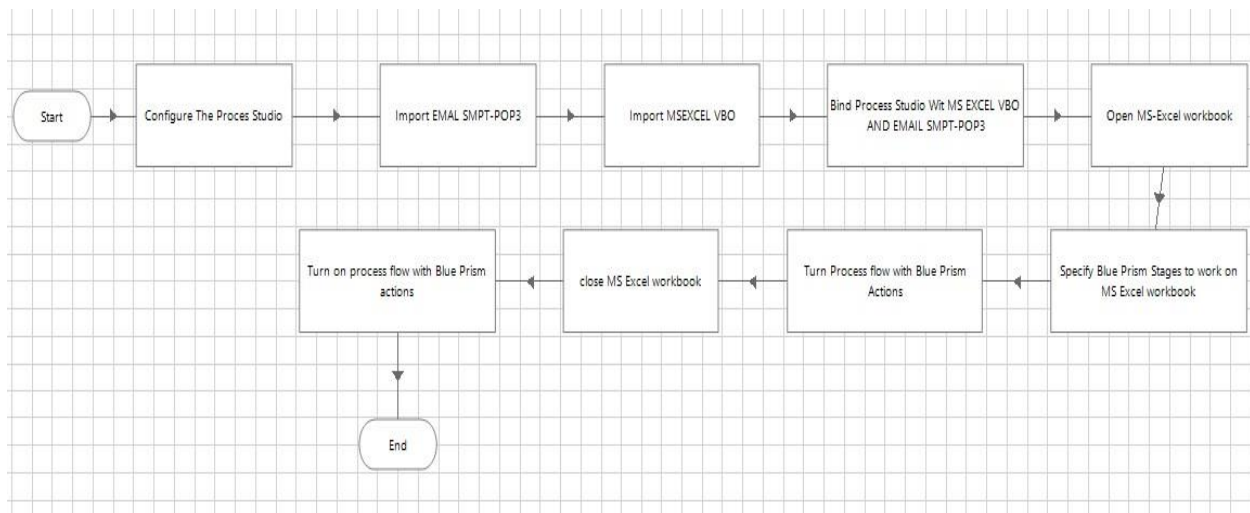 Start
Configure The Proces Studio
Import EMAL SMPT-POP3
Import MSEXCEL VBO
Bind Process Studio Wit MS EXCEL VBO
AND EMAIL SMPT-POP3
Open MS-Excel workbook
Specify Blue Prism Stages to work on
MS Excel workbook
Turn Process flow with Blue Prism
Actions
close MS Excel workbook
Turn on process flow with Blue Prism
actions
End